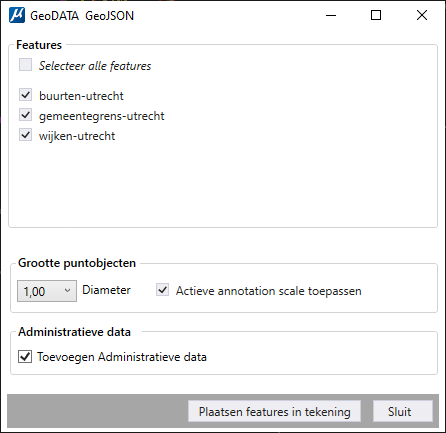 GeoDATA GeoJSON
Features
Selecteer alle features
buurten-utrecht
gemeentegrens-utrecht
wijken-utrecht
Grootte puntobjecten
1,00 Diameter Actieve annotation scale toepassen
Administratieve data
Toevoegen Administratieve data
Plaatsen features in tekening Sluit